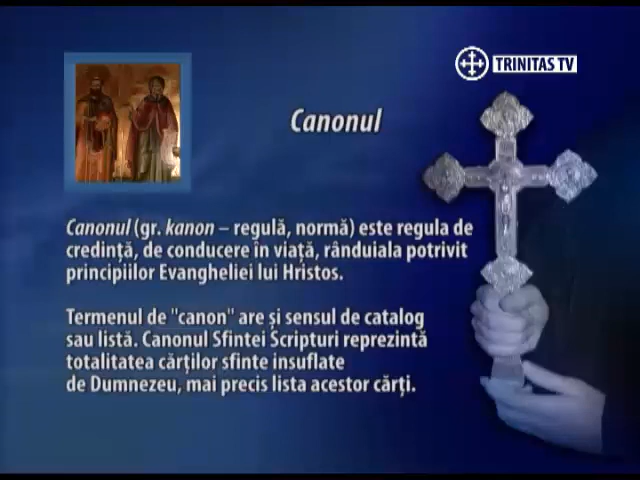 TRINITAS TV
Canonul
Canonul (gr. kanon – regulă, normă) este regula de
credință, de conducere în viață, rânduiala potrivit
principiilor Evangheliei lui Hristos.
Termenul de "canon" are și sensul de catalog
sau listă. Canonul Sfintei Scripturi reprezintă
totalitatea cărților sfinte insuflate
de Dumnezeu, mai precis lista acestor cărți.